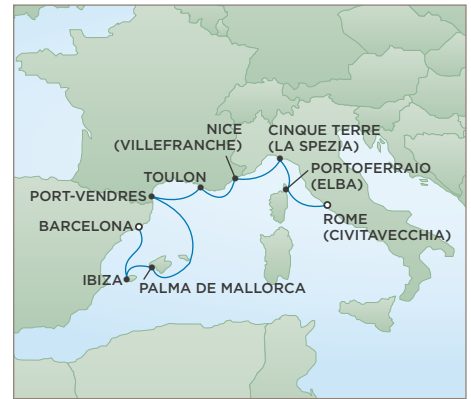 NICE
(VILLEFRANCHE)
CINQUE TERRE
(LA SPEZIA)
TOULON
PORTOFERRAIO
(ELBA)
PORT-VENDRES
ROME
(CIVITAVECCHIA)
BARCELONA
IBIZA
PALMA DE MALLORCA